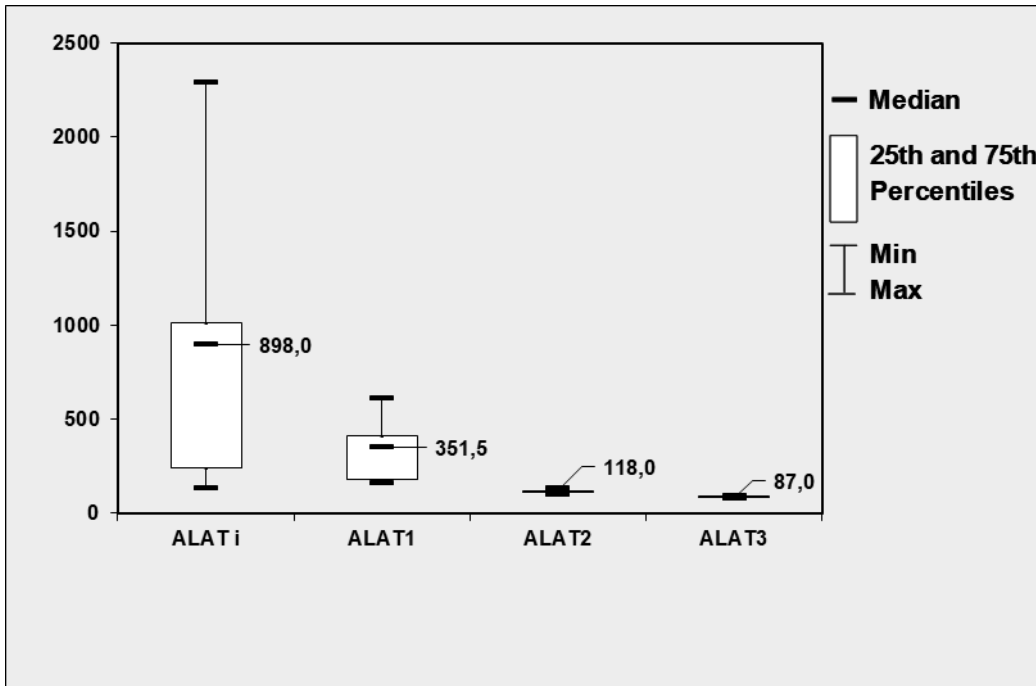 2500
2000
1500
1000
500
0
898,0
351,5
118,0
87,0
ALAT i
ALAT1
ALAT2
ALAT3
Median
25th and 75th
Percentiles
Min
Max